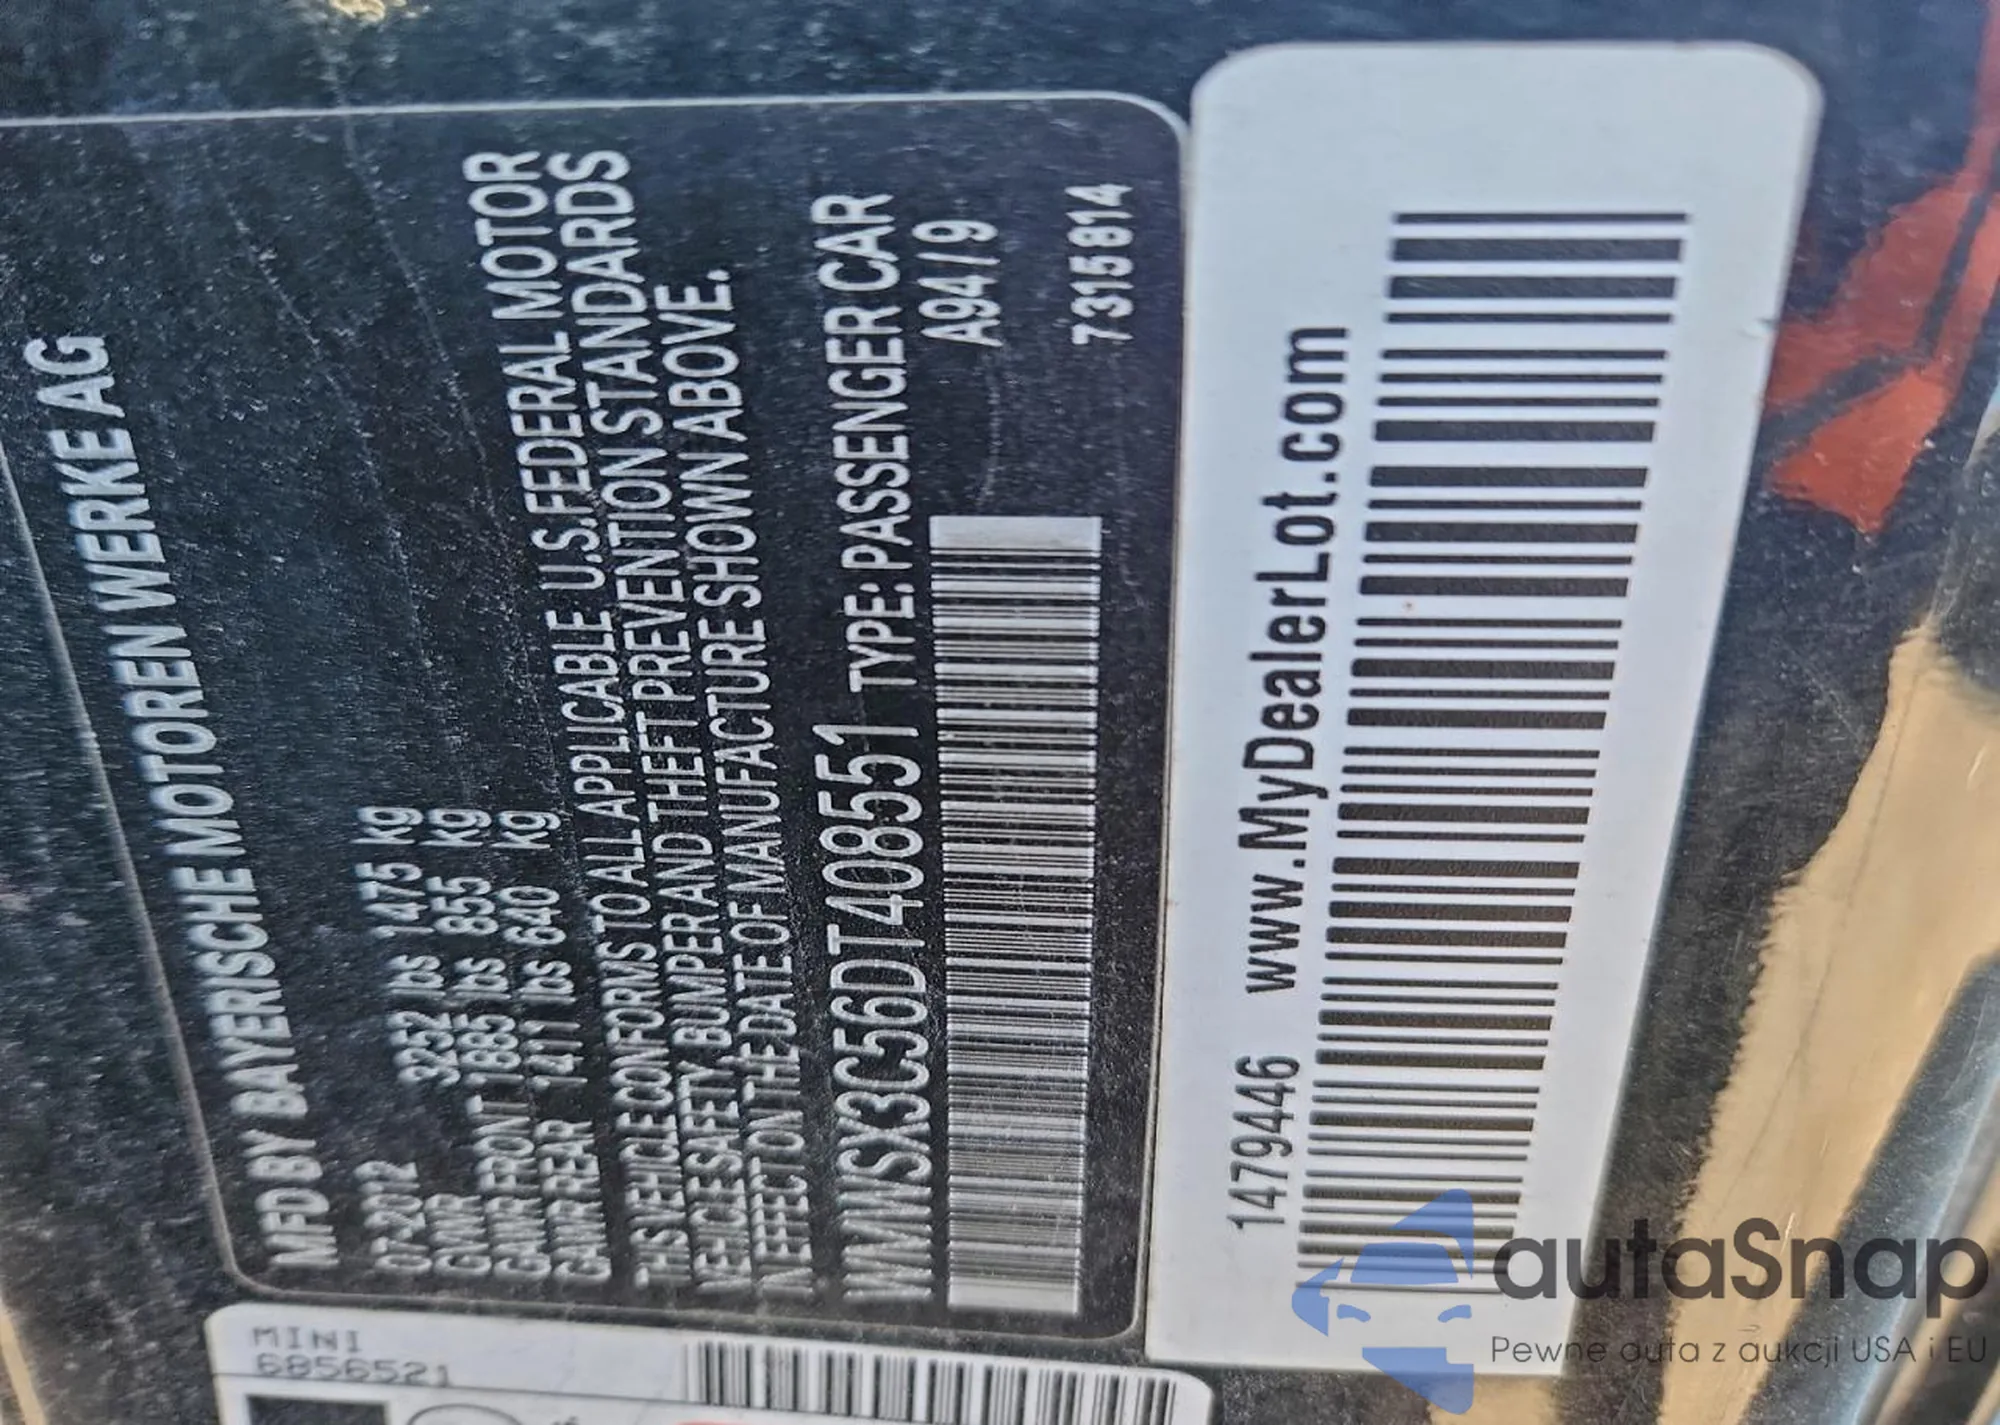 MFD BY BAYERISCHE MOTOREN WERKE AG
07-2012
GVWR 3252 lbs 1475 kg
GAWR FRONT 1885 lbs 855 kg
GAWR REAR 1411 lbs 640 kg
THIS VEHICLE CONFORMS TO ALL APPLICABLE U.S.FEDERAL MOTOR
VEHICLE SAFETY, BUMPER AND THEFT PREVENTION STANDARDS
IN EFFECT ON THE DATE OF MANUFACTURE SHOWN ABOVE.
WMWSX3C56DT408551 TYPE: PASSENGER CAR
A94/9
7315814
1479446 www.MyDealerLot.com
MINI
6856521
autaSnap
Pewne auta z aukcji USA i EU